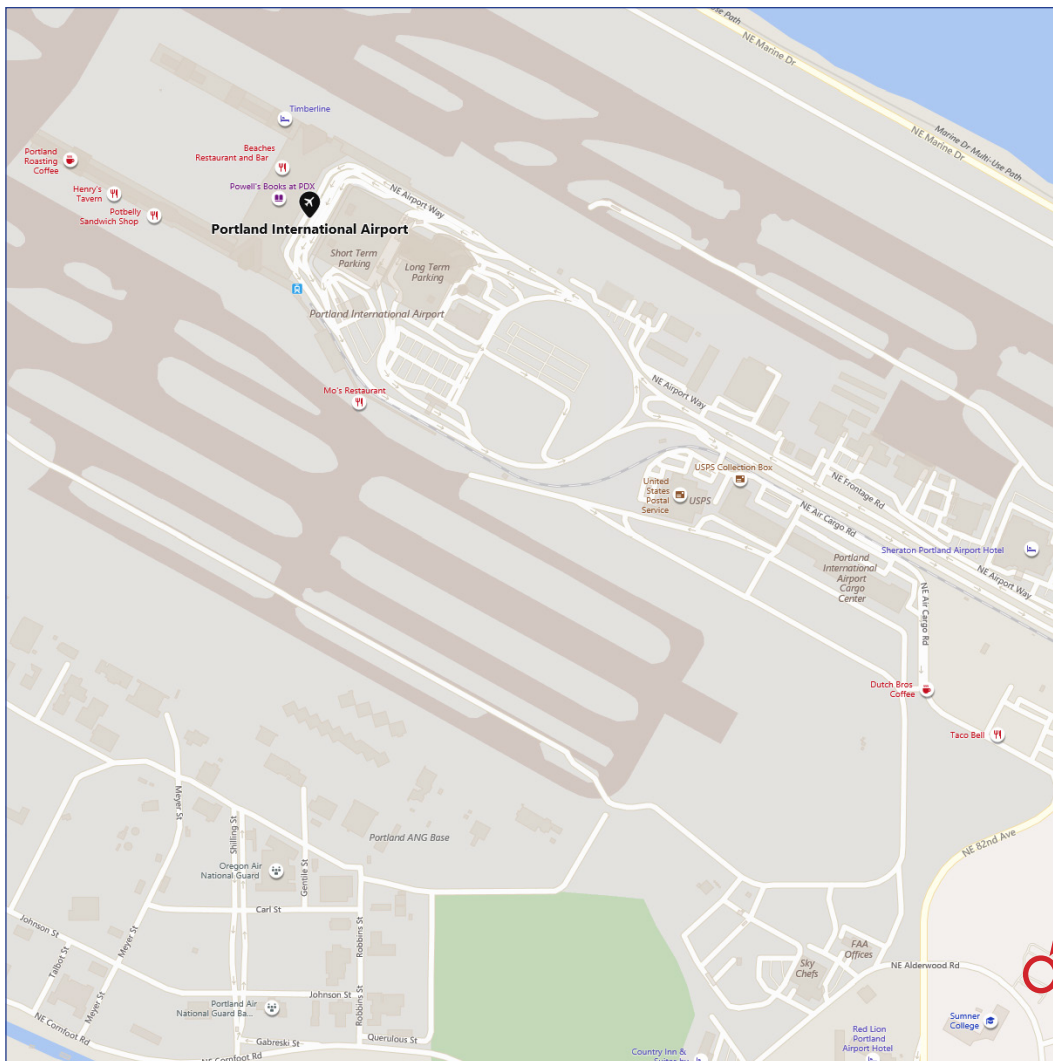 Use Path
NE Marine Dr
Marine Dr Multi-Use Path
NE Marine Dr
Timberline
Beaches
Restaurant and Bar
Portland
Roasting
Coffee
Henry's
Tavern
Potbelly
Sandwich Shop
Powell's Books at PDX
NE Airport Way
Portland International Airport
Short Term
Parking
Long Term
Parking
Portland International Airport
Mo's Restaurant
NE Airport Way
USPS Collection Box
United
States
Postal
Service
USPS
NE Frontage Rd
NE Air Cargo Rd
Sheraton Portland Airport Hotel
NE Airport Way
Portland
International
Airport
Cargo
Center
NE Air Cargo Rd
Dutch Bros
Coffee
Taco Bell
Meyer St
Shilling St
Portland ANG Base
NE 82nd Ave
Oregon Air
National Guard
Gentile St
Carl St
Johnson St
Meyer St
Talbot St
Robbins St
FAA
Offices
Sky
Chefs
NE Alderwood Rd
Meyer St
Johnson St
Robbins St
Portland Air
National Guard Ba...
NE Cornfoot Rd
Sumner
College
Red Lion
Portland
Airport Hotel
Gabreski St
Querulous St
NE Cornfoot Rd
Country Inn &
Suites by